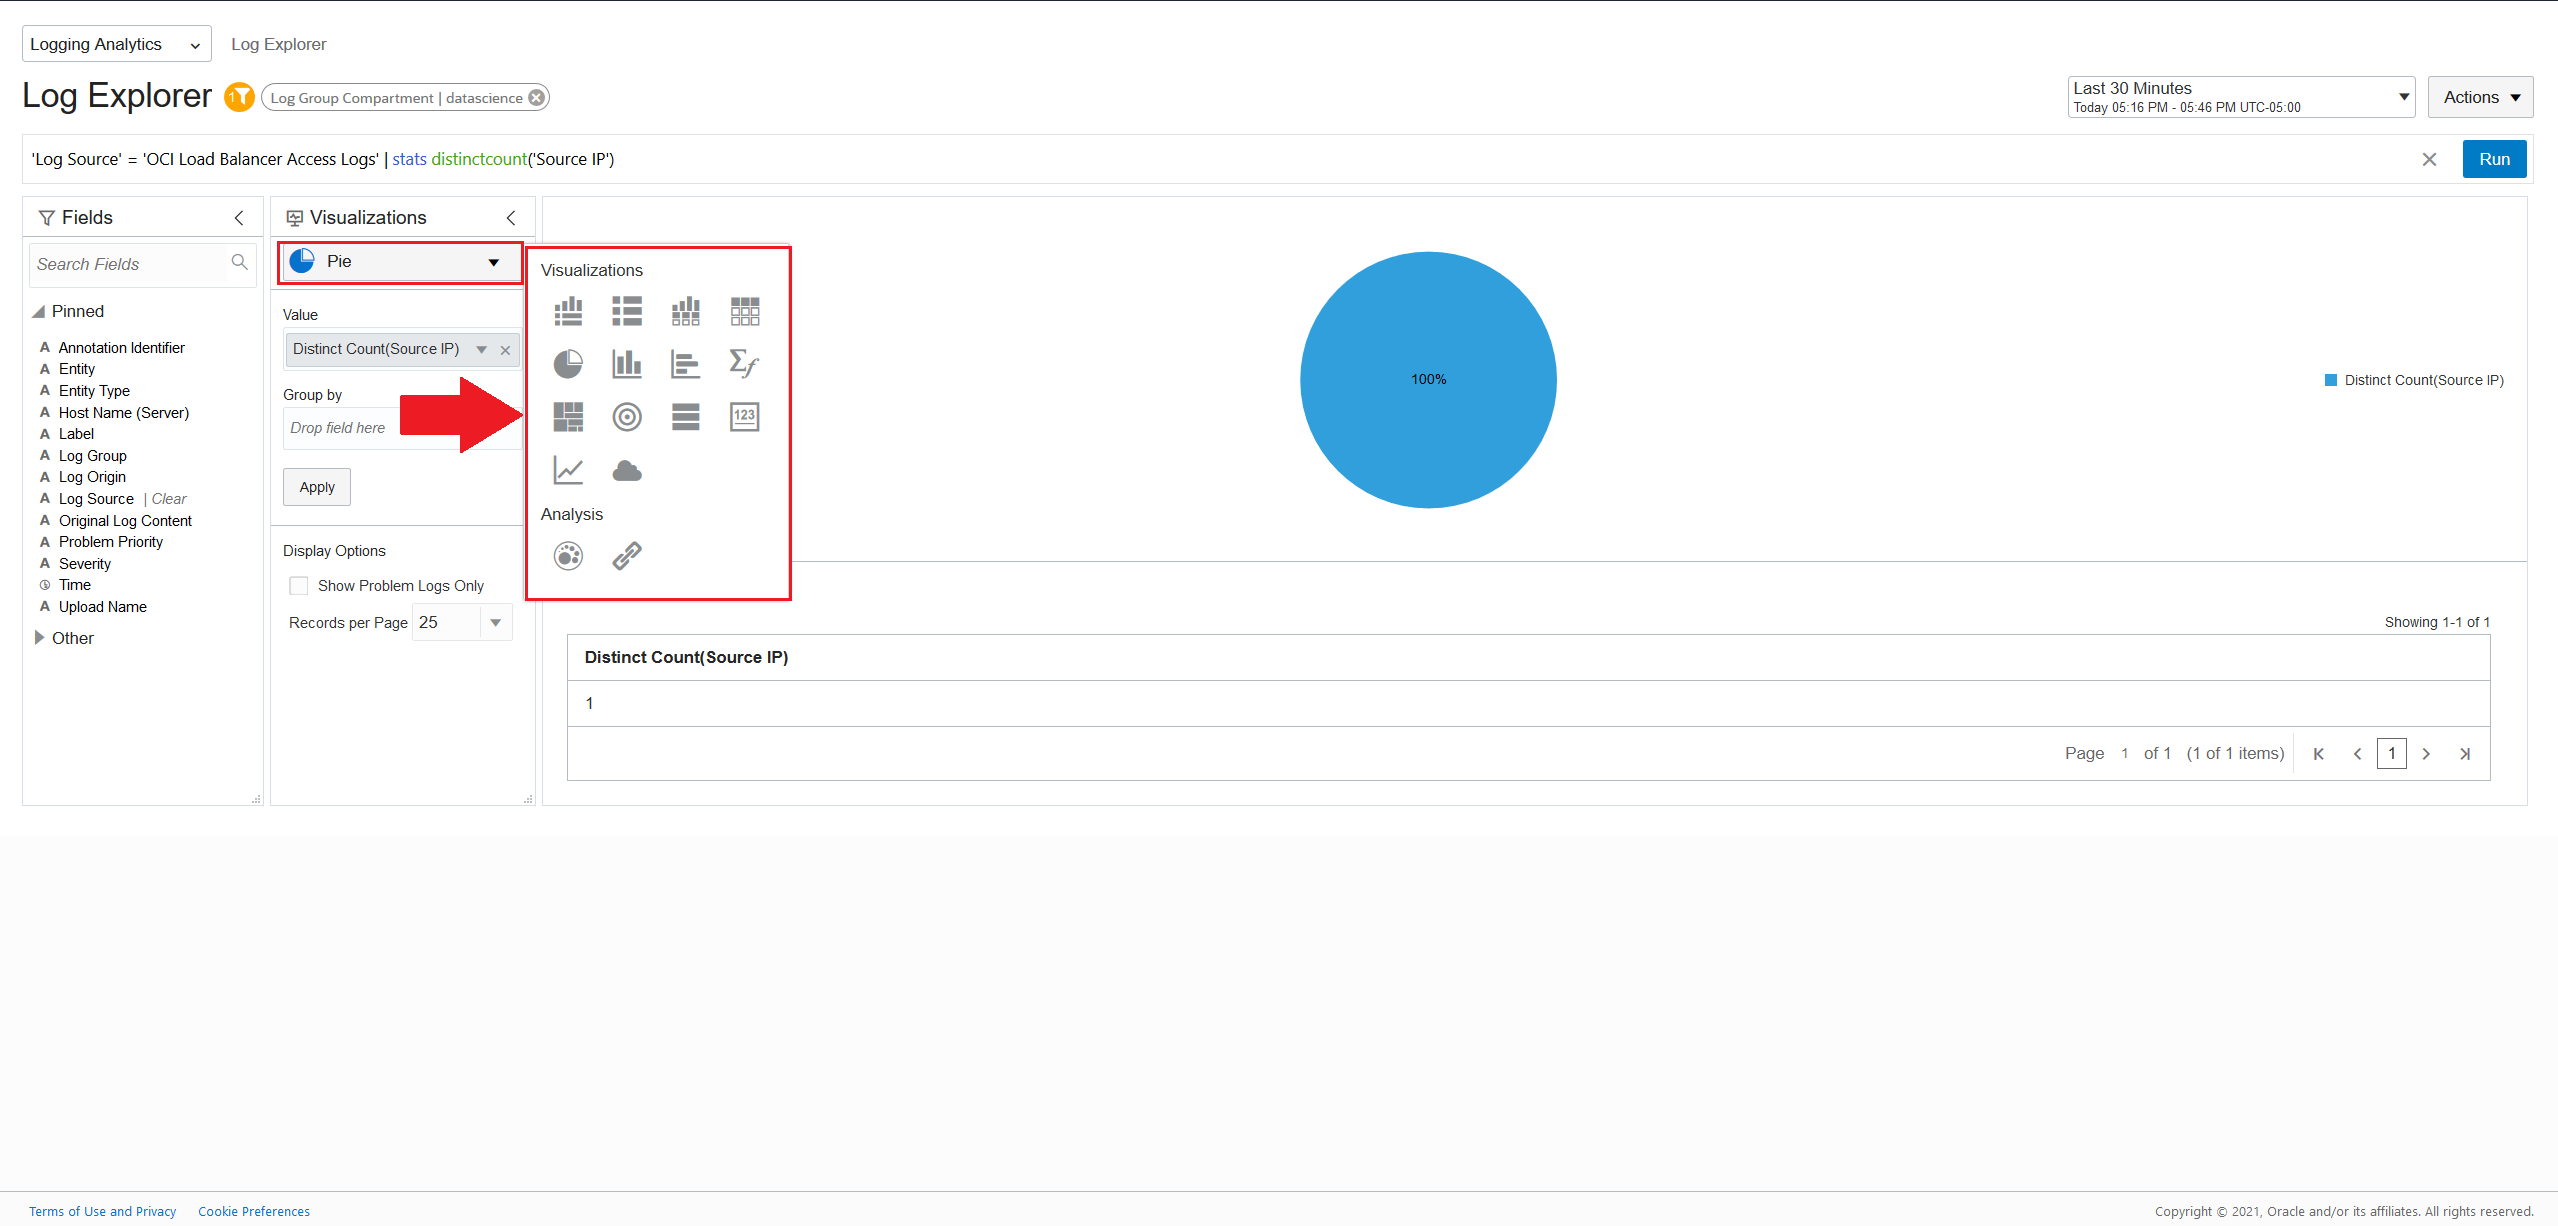 Logging Analytics
Log Explorer
Log Explorer
1
Log Group Compartment | datascience
Last 30 Minutes
Today 05:16 PM - 05:46 PM UTC-05:00
Actions
'Log Source' = 'OCI Load Balancer Access Logs' | stats distinctcount('Source IP')
Run
Fields
Search Fields
Pinned
A Annotation Identifier
A Entity
A Entity Type
A Host Name (Server)
A Label
A Log Group
A Log Origin
A Log Source | Clear
A Original Log Content
A Problem Priority
A Severity
Time
A Upload Name
Other
Visualizations
Pie
Value
Distinct Count(Source IP)
Group by
Drop field here
Apply
Display Options
Show Problem Logs Only
Records per Page 25
Visualizations
Σf
123
Analysis
100%
Distinct Count(Source IP)
Showing 1-1 of 1
Distinct Count(Source IP)
1
Page 1 of 1 (1 of 1 items) 1
Terms of Use and Privacy
Cookie Preferences
Copyright © 2021, Oracle and/or its affiliates. All rights reserved.